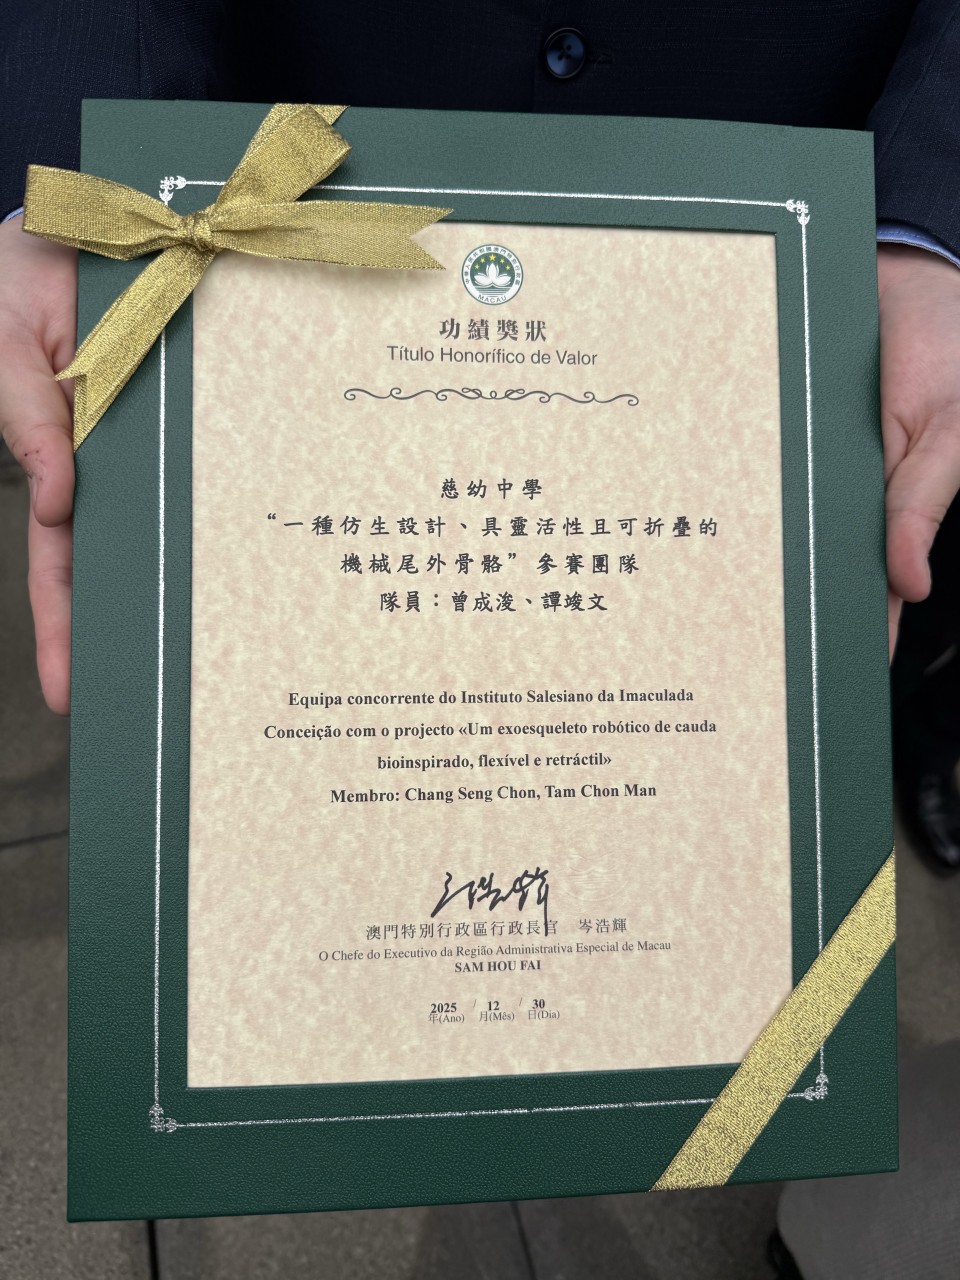 MACAU
功績獎狀
Título Honorífico de Valor
慈幼中學
“一種仿生設計、具靈活性且可折疊的
機械尾外骨骼”參賽團隊
隊員：曾成浚、譚竣文
Equipa concorrente do Instituto Salesiano da Imaculada
Conceição com o projecto «Um exoesqueleto robótico de cauda
bioinspirado, flexível e retráctil»
Membro: Chang Seng Chon, Tam Chon Man
澳門特別行政區行政長官 岑浩輝
O Chefe do Executivo da Região Administrativa Especial de Macau
SAM HOU FAI
2025 / 12 / 30
年(Ano) 月(Mês) 日(Dia)